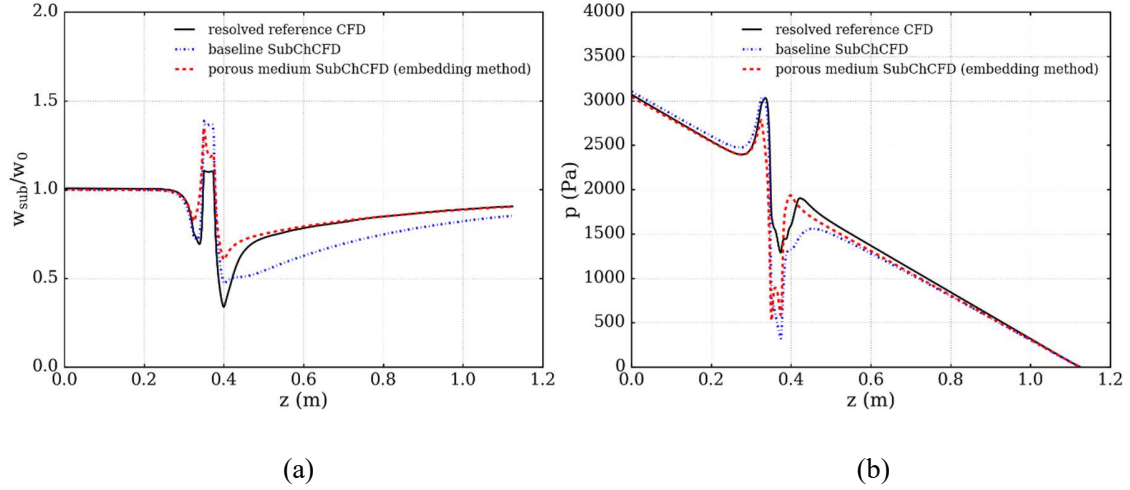 resolved reference CFD
baseline SubChCFD
porous medium SubChCFD (embedding method)
2.0
1.5
1.0
0.5
0.0
w_sub/w_0
0.0 0.2 0.4 0.6 0.8 1.0 1.2
z (m)
(a)
resolved reference CFD
baseline SubChCFD
porous medium SubChCFD (embedding method)
4000
3500
3000
2500
2000
1500
1000
500
0
p (Pa)
0.0 0.2 0.4 0.6 0.8 1.0 1.2
z (m)
(b)